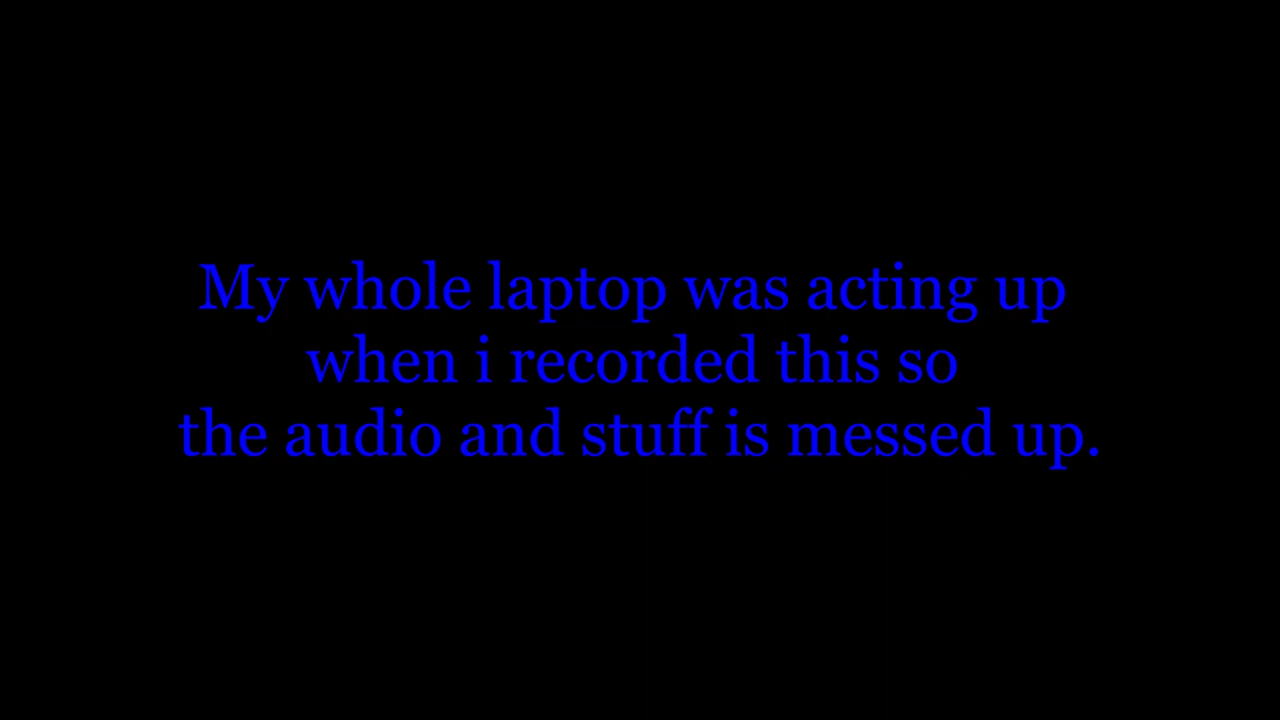 My whole laptop was acting up
when i recorded this so
the audio and stuff is messed up.